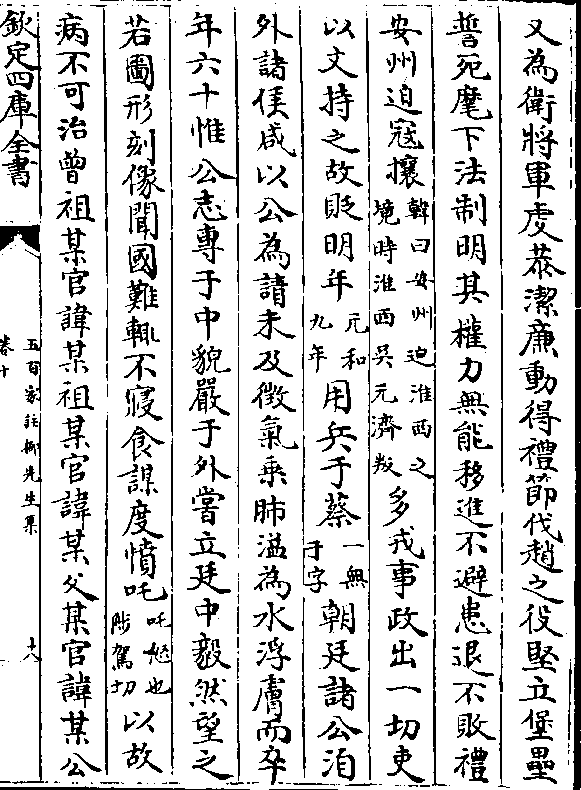 又為衛將軍虔恭潔廉動得禮節伐趙之役堅立堡壘
誓死麾下法制明具權力無能移進不避患退不敗禮
安州迫寇攘韓曰安州迫淮西之境時淮西吳元濟叛多戎事政出一切吏
以文持之故貶明年元和九年用兵于蔡一無于字朝廷諸公洎
外諸侯咸以公為請未及徵氣乗肺溢為水浮膚而卒
年六十惟公志專于中貌嚴于外嘗立廷中毅然望之
若圖形刻像聞國難輒不寢食謀度憤吒吒怒也陟駕切以故
病不可治曽祖某官諱某祖某官諱某父某官諱某公
欽定四庫全書
五百家註柳先生集
卷十
十八